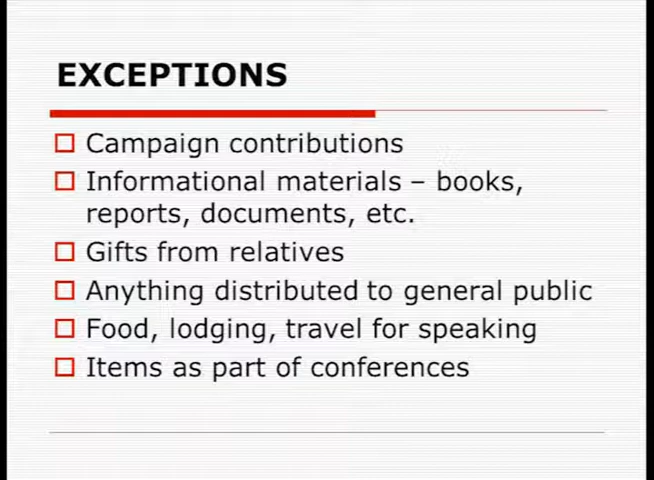 EXCEPTIONS
Campaign contributions
Informational materials – books,
reports, documents, etc.
Gifts from relatives
Anything distributed to general public
Food, lodging, travel for speaking
Items as part of conferences